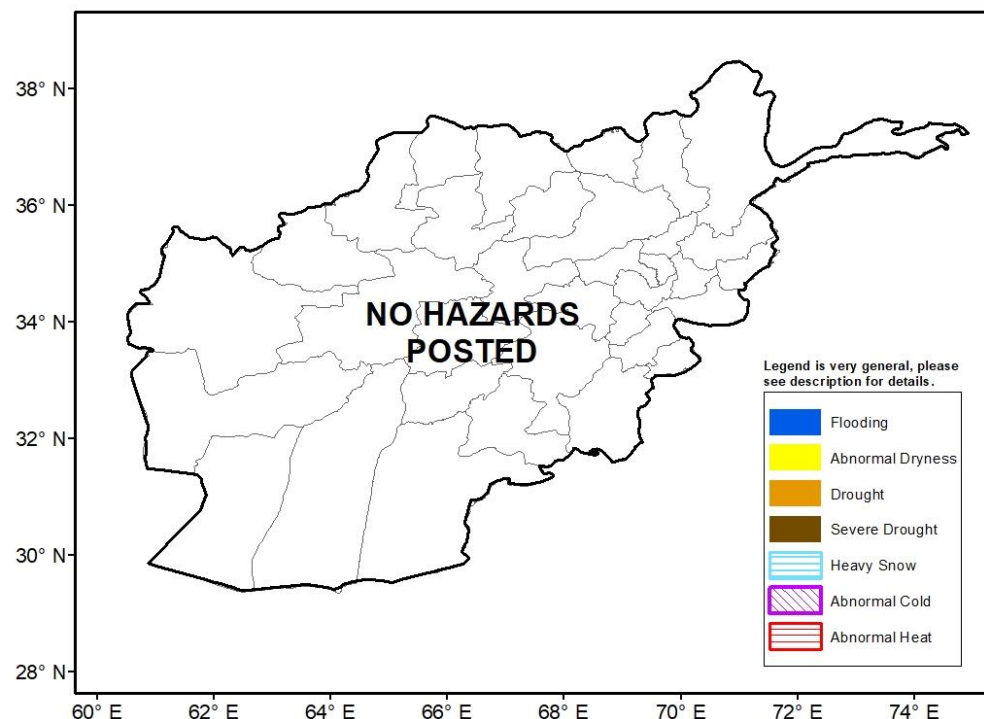 38° N
36° N
34° N
32° N
30° N
28° N
NO HAZARDS
POSTED
Legend is very general, please
see description for details.
Flooding
Abnormal Dryness
Drought
Severe Drought
Heavy Snow
Abnormal Cold
Abnormal Heat
60° E
62° E
64° E
66° E
68° E
70° E
72° E
74° E